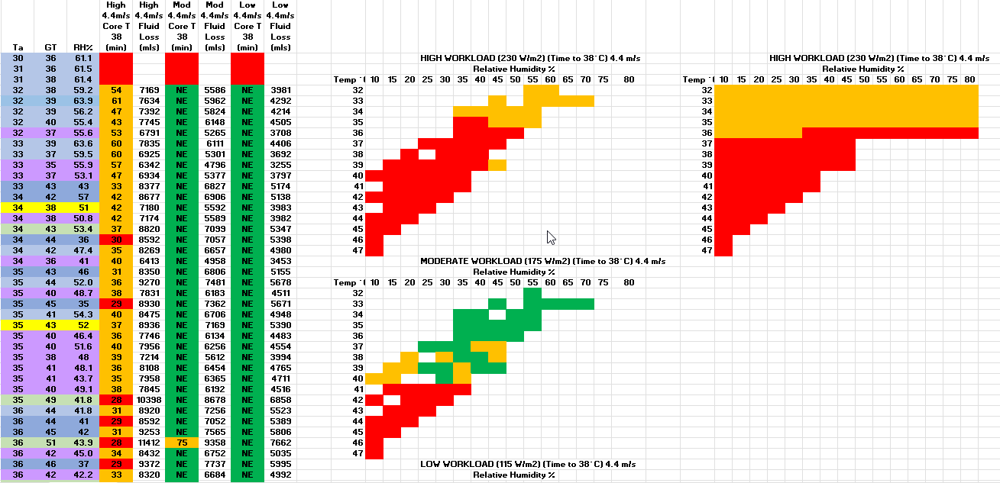 High High Mod Mod Low Low
4.4m/s 4.4m/s 4.4m/s 4.4m/s 4.4m/s 4.4m/s
Core T Fluid Core T Fluid Core T Fluid
38 Loss 38 Loss 38 Loss
Ta GT RH% (min) (mls) (min) (mls) (min) (mls)
30 36 61.1
31 36 61.5
31 38 61.4
32 38 59.2 54 7169 NE 5586 NE 3981
32 39 63.9 61 7634 NE 5962 NE 4292
32 39 56.2 47 7392 NE 5824 NE 4214
32 40 55.4 43 7745 NE 6148 NE 4505
32 37 55.6 53 6791 NE 5265 NE 3708
33 39 63.6 60 7835 NE 6111 NE 4406
33 37 59.5 60 6925 NE 5301 NE 3692
33 35 55.9 57 6342 NE 4796 NE 3255
33 37 53.1 47 6934 NE 5377 NE 3797
33 43 43 33 8377 NE 6827 NE 5174
34 42 57 42 8677 NE 6906 NE 5138
34 38 51 42 7180 NE 5592 NE 3983
34 38 50.8 42 7174 NE 5589 NE 3982
34 43 53.4 37 8820 NE 7099 NE 5347
34 44 36 30 8592 NE 7057 NE 5398
34 42 47.4 35 8269 NE 6657 NE 4980
34 36 41 40 6413 NE 4958 NE 3453
35 43 46 31 8350 NE 6806 NE 5155
35 44 52.0 36 9270 NE 7481 NE 5678
35 40 48.7 38 7831 NE 6183 NE 4511
35 45 35 29 8930 NE 7362 NE 5671
35 41 54.3 40 8475 NE 6706 NE 4948
35 43 52 37 8936 NE 7169 NE 5390
35 40 46.4 36 7746 NE 6134 NE 4483
35 40 51.6 40 7956 NE 6256 NE 4554
35 38 48 39 7214 NE 5612 NE 3994
35 41 48.1 36 8108 NE 6454 NE 4765
35 41 43.7 35 7958 NE 6365 NE 4711
35 40 49.1 38 7845 NE 6192 NE 4516
35 49 41.8 28 10398 NE 8678 NE 6858
36 44 41.8 31 8920 NE 7256 NE 5523
36 44 41 29 8592 NE 7052 NE 5389
36 45 42 31 9253 NE 7565 NE 5806
36 51 43.9 28 11412 75 9358 NE 7662
36 42 45.0 34 8432 NE 6752 NE 5035
36 46 37 29 9372 NE 7737 NE 5995
36 42 42.2 33 8320 NE 6684 NE 4992
HIGH WORKLOAD (230 W/m2) (Time to 38°C) 4.4 m/s
Relative Humidity %
Temp °( 10 15 20 25 30 35 40 45 50 55 60 65 70 75 80
32
33
34
35
36
37
38
39
40
41
42
43
44
45
46
47
MODERATE WORKLOAD (175 W/m2) (Time to 38°C) 4.4 m/s
Relative Humidity %
Temp °( 10 15 20 25 30 35 40 45 50 55 60 65 70 75 80
32
33
34
35
36
37
38
39
40
41
42
43
44
45
46
47
LOW WORKLOAD (115 W/m2) (Time to 38°C) 4.4 m/s
Relative Humidity %
HIGH WORKLOAD (230 W/m2) (Time to 38°C) 4.4 m/s
Relative Humidity %
Temp °( 10 15 20 25 30 35 40 45 50 55 60 65 70 75 80
32
33
34
35
36
37
38
39
40
41
42
43
44
45
46
47